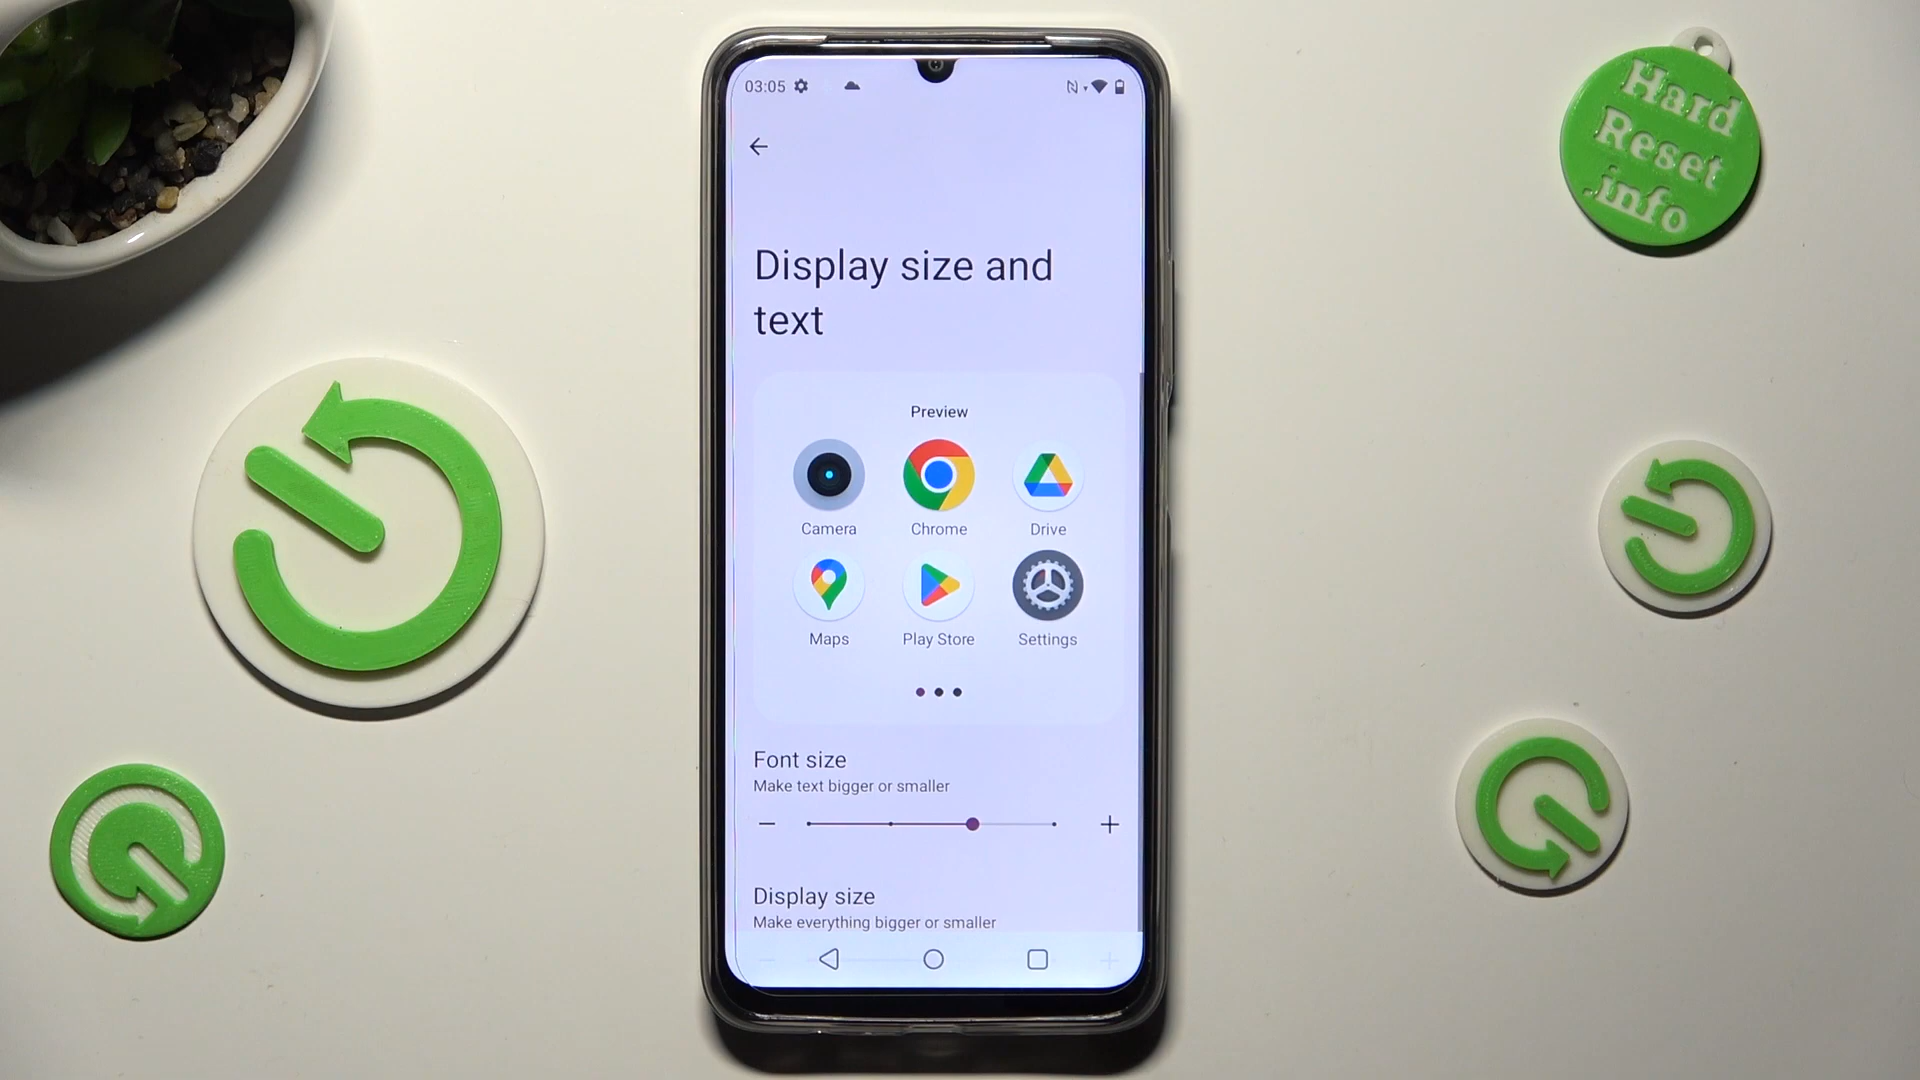 03:05
Display size and
text
Preview
Camera
Chrome
Drive
Maps
Play Store
Settings
Font size
Make text bigger or smaller
Display size
Make everything bigger or smaller
Hard
Reset
.info